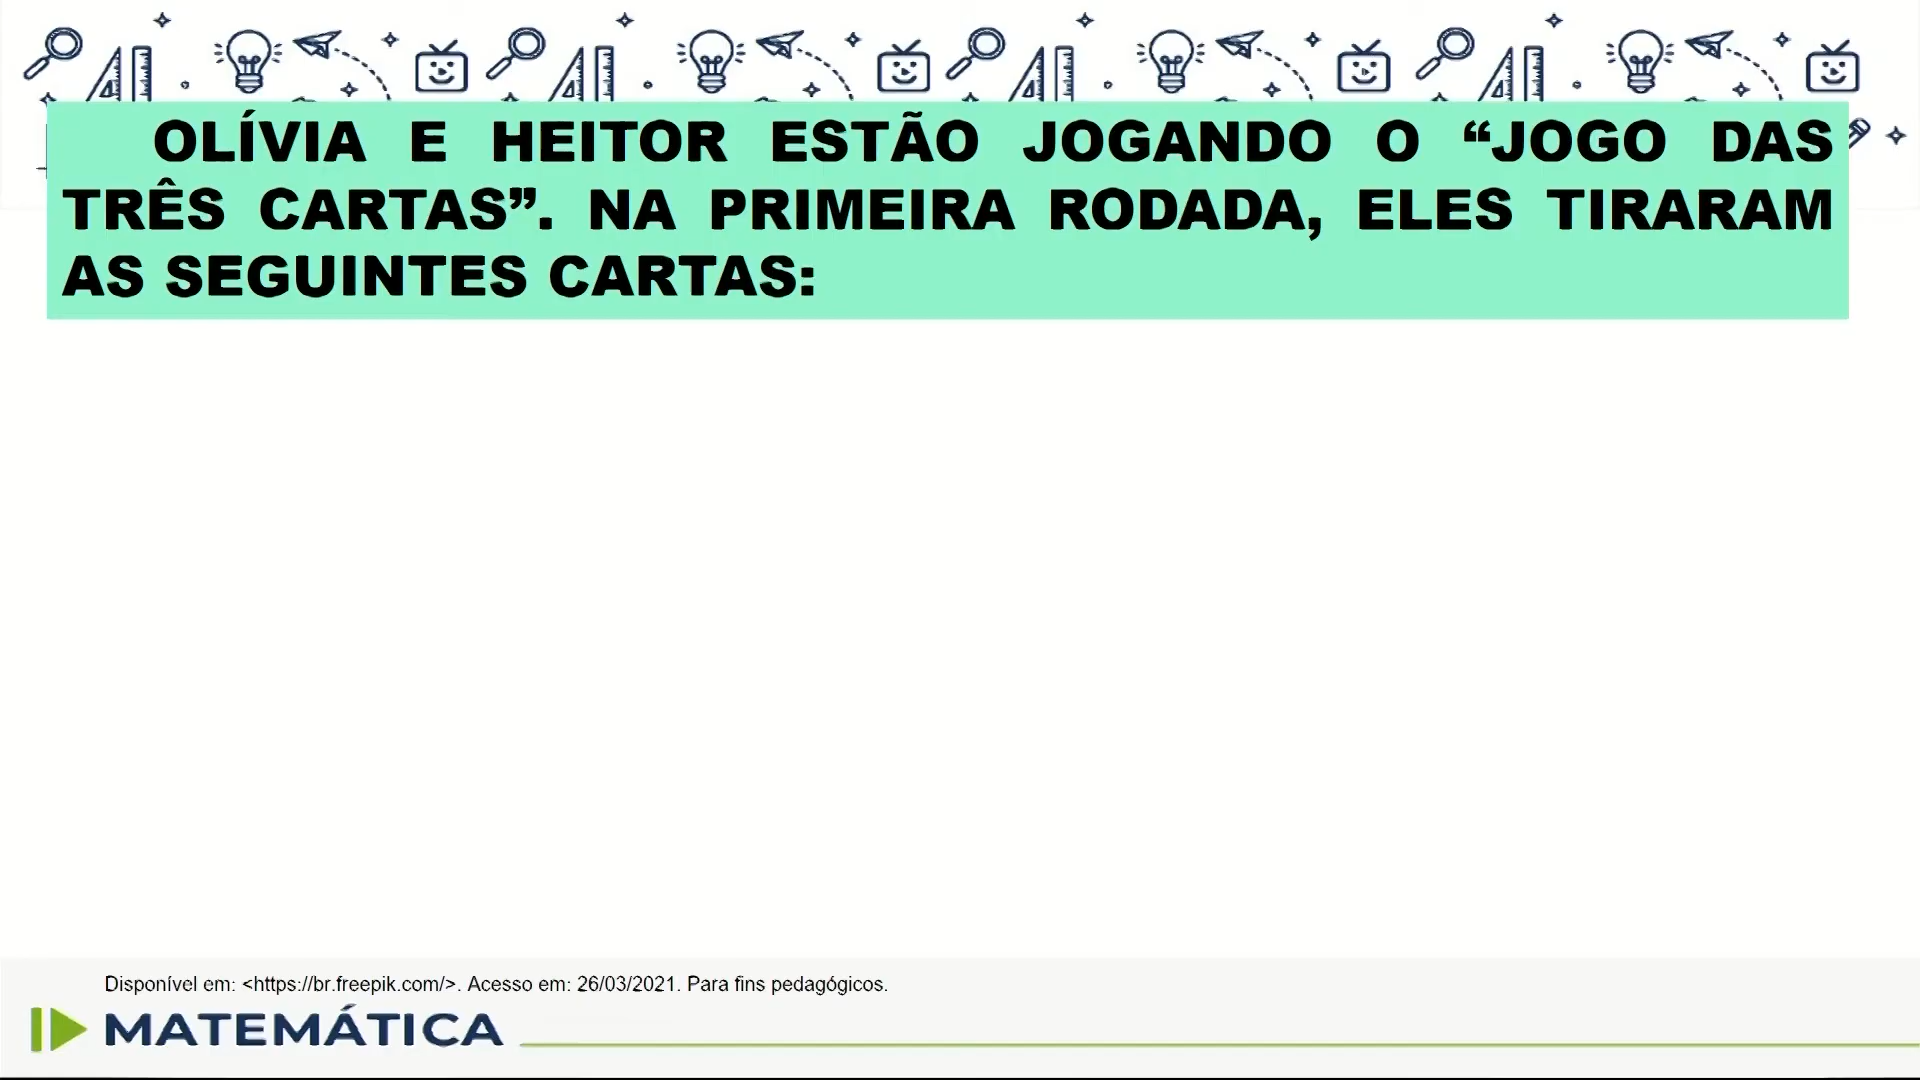 OLÍVIA E HEITOR ESTÃO JOGANDO O “JOGO DAS
TRÊS CARTAS”. NA PRIMEIRA RODADA, ELES TIRARAM
AS SEGUINTES CARTAS:
Disponível em: <https://br.freepik.com/>. Acesso em: 26/03/2021. Para fins pedagógicos.
MATEMÁTICA